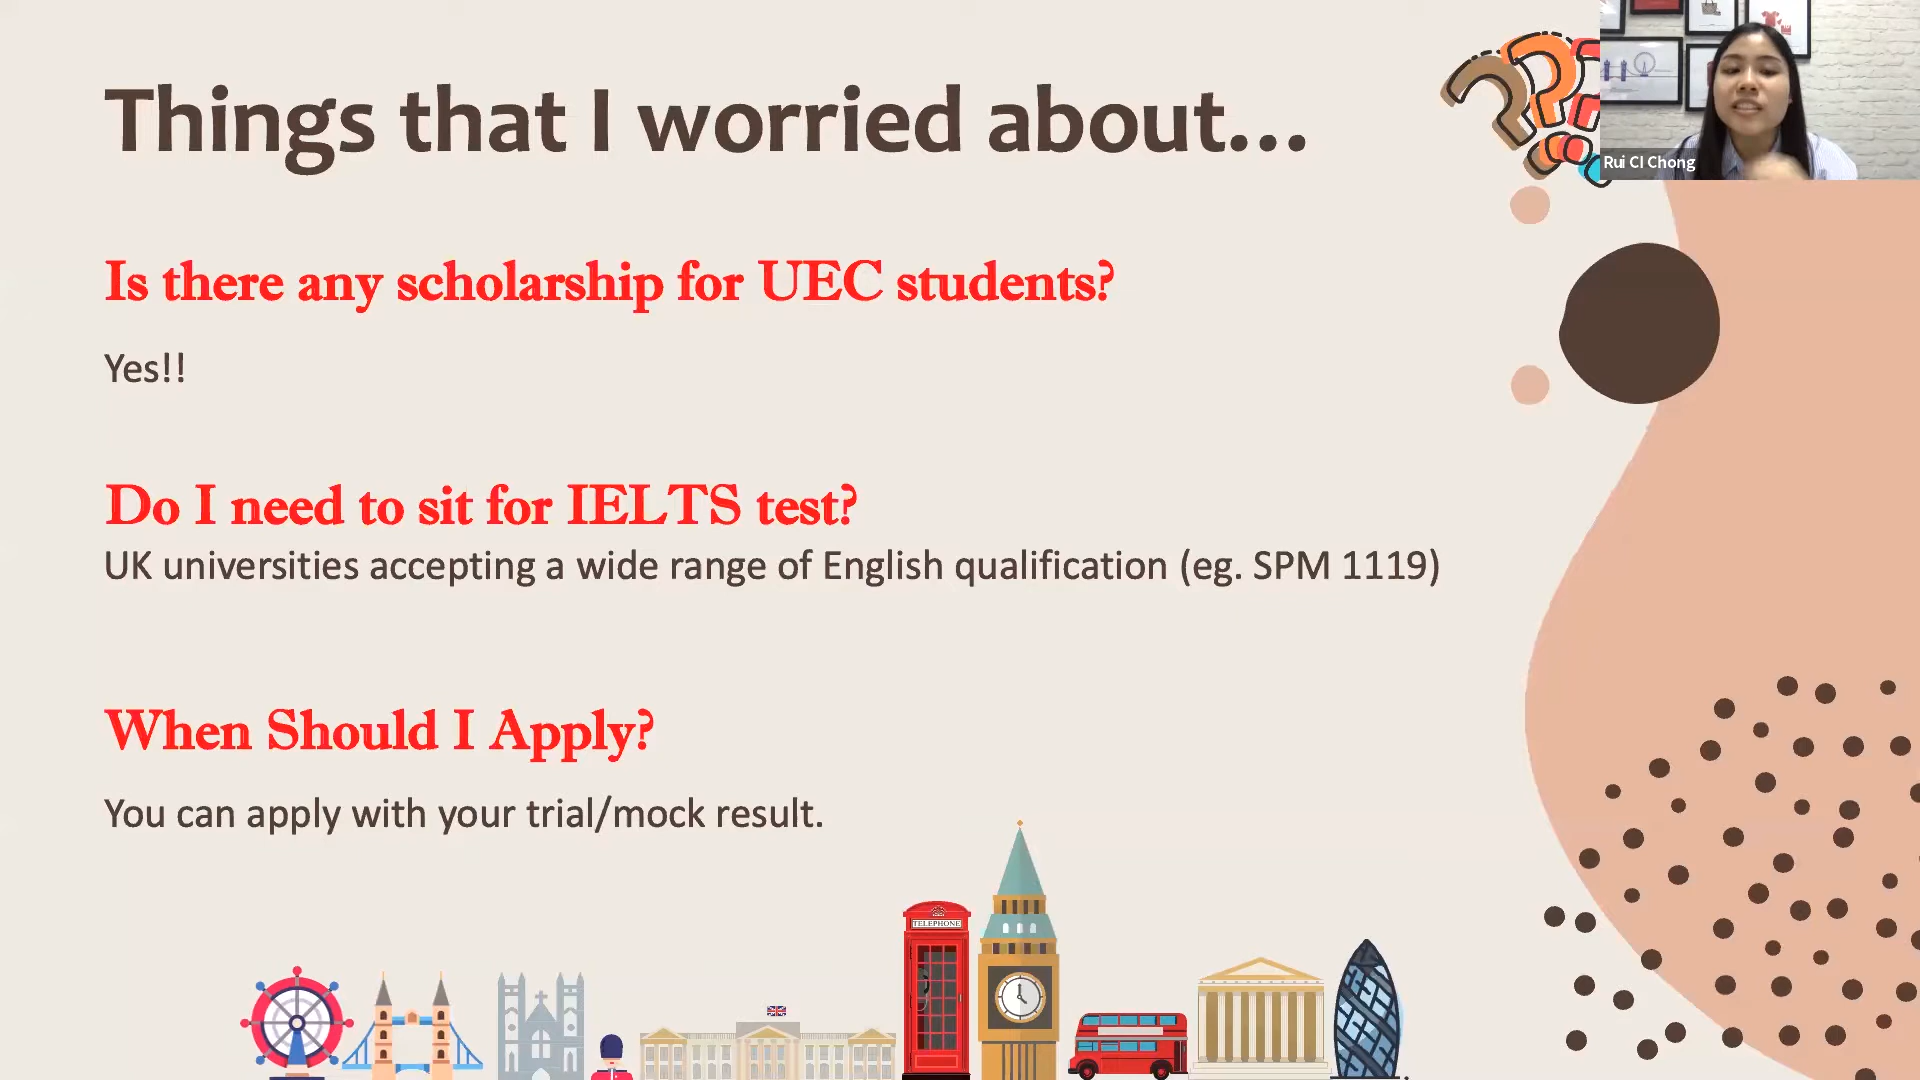 Things that I worried about...
Rui CI Chong
Is there any scholarship for UEC students?
Yes!!
Do I need to sit for IELTS test?
UK universities accepting a wide range of English qualification (eg. SPM 1119)
When Should I Apply?
You can apply with your trial/mock result.
TELEPHONE